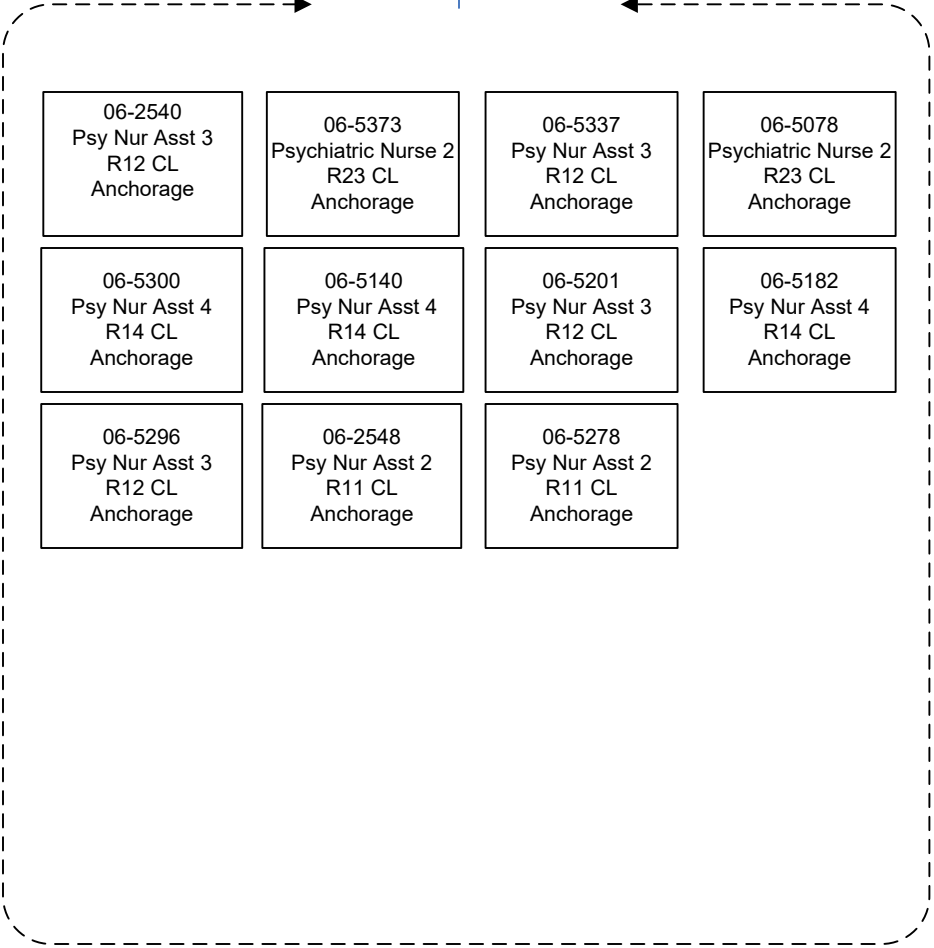 06-2540
Psy Nur Asst 3
R12 CL
Anchorage
06-5373
Psychiatric Nurse 2
R23 CL
Anchorage
06-5337
Psy Nur Asst 3
R12 CL
Anchorage
06-5078
Psychiatric Nurse 2
R23 CL
Anchorage
06-5300
Psy Nur Asst 4
R14 CL
Anchorage
06-5140
Psy Nur Asst 4
R14 CL
Anchorage
06-5201
Psy Nur Asst 3
R12 CL
Anchorage
06-5182
Psy Nur Asst 4
R14 CL
Anchorage
06-5296
Psy Nur Asst 3
R12 CL
Anchorage
06-2548
Psy Nur Asst 2
R11 CL
Anchorage
06-5278
Psy Nur Asst 2
R11 CL
Anchorage